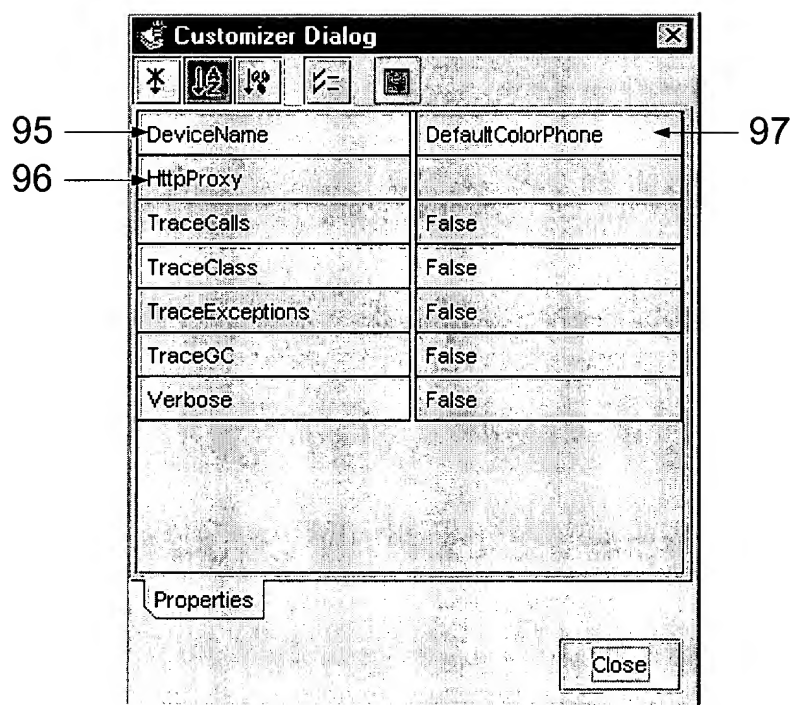 Customizer Dialog
95 DeviceName DefaultColorPhone 97
96 HttpProxy
TraceCalls False
TraceClass False
TraceExceptions False
TraceGC False
Verbose False
Properties
Close